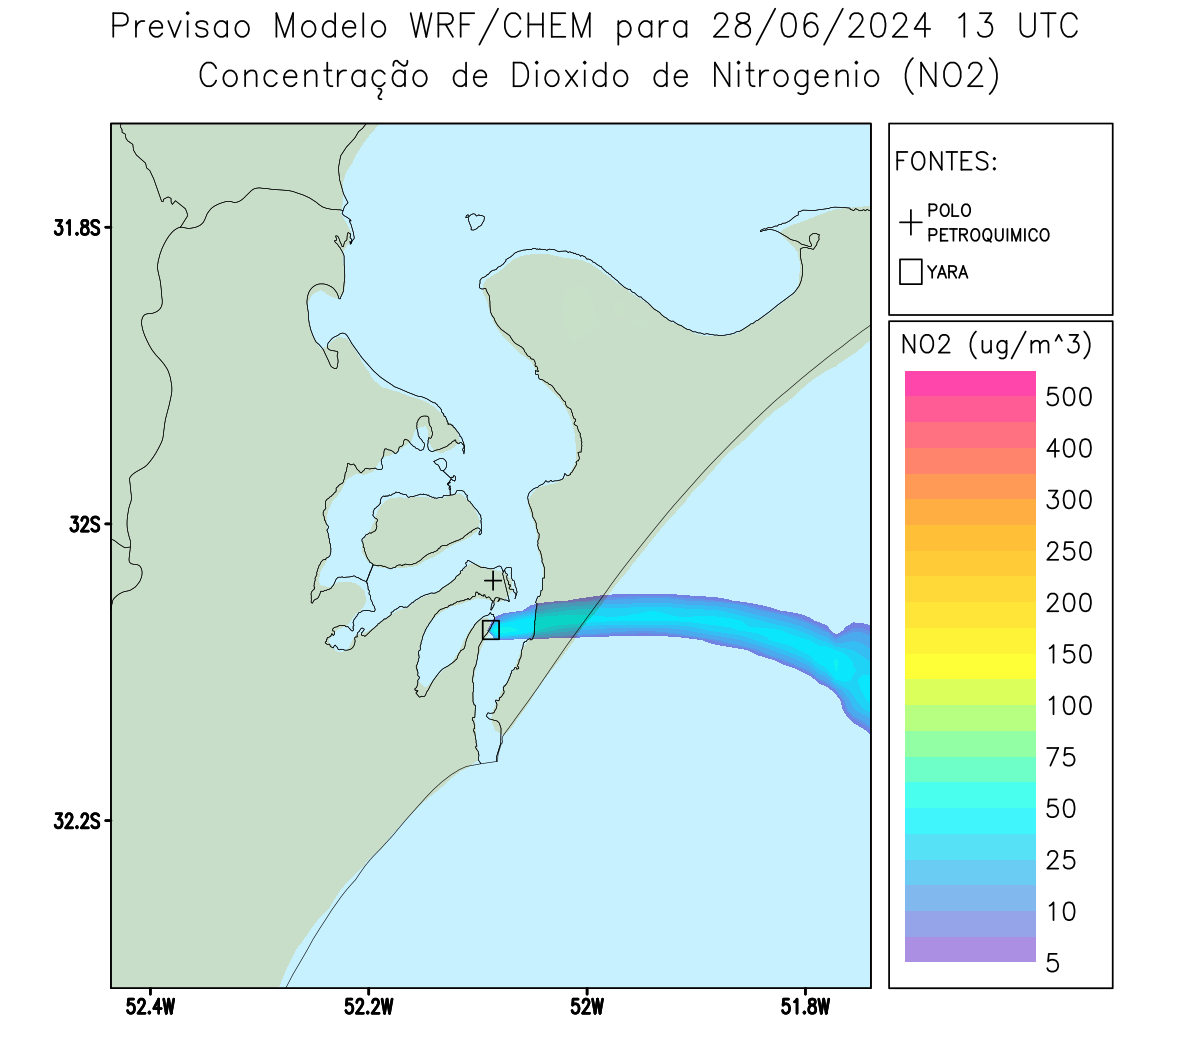 Previsao Modelo WRF/CHEM para 28/06/2024 13 UTC
Concentração de Dioxido de Nitrogenio (NO2)
FONTES:
POLO
PETROQUIMICO
YARA
NO2 (ug/m^3)
500
400
300
250
200
150
100
75
50
25
10
5
31.8S
32S
32.2S
52.4W
52.2W
52W
51.8W